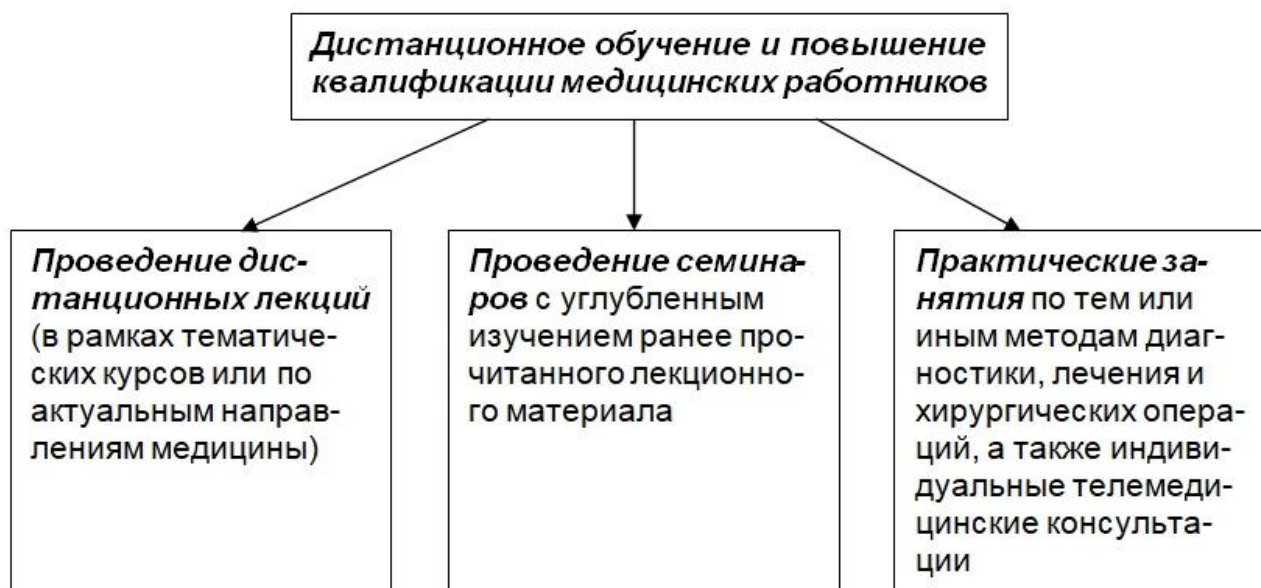 Дистанционное обучение и повышение
квалификации медицинских работников
Проведение дис-
танционных лекций
(в рамках тематиче-
ских курсов или по
актуальным направ-
лениям медицины)
Проведение семина-
ров с углубленным
изучением ранее про-
читанного лекционно-
го материала
Практические за-
нятия по тем или
иным методам диаг-
ностики, лечения и
хирургических опера-
ций, а также индиви-
дуальные телемеди-
цинские консульта-
ции